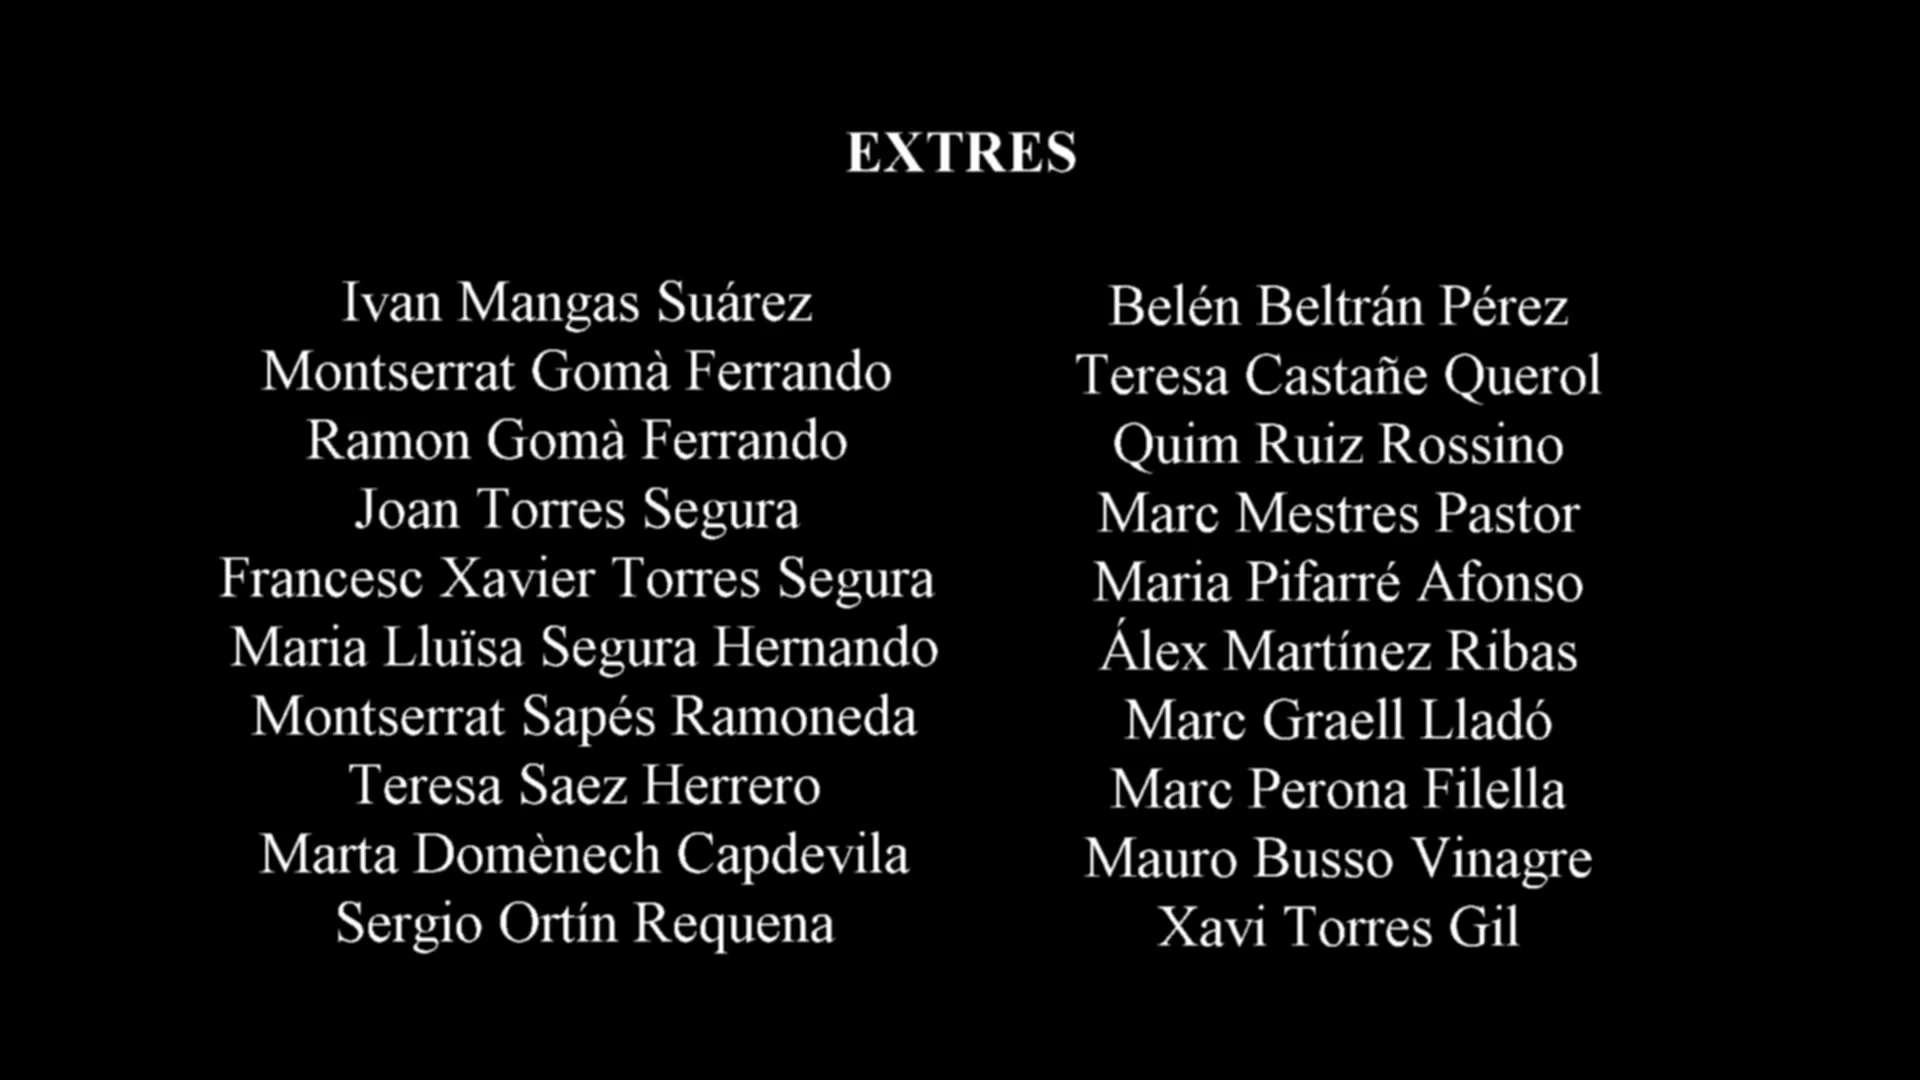 EXTRES
Ivan Mangas Suárez
Montserrat Gomà Ferrando
Ramon Gomà Ferrando
Joan Torres Segura
Francesc Xavier Torres Segura
Maria Lluïsa Segura Hernando
Montserrat Sapés Ramoneda
Teresa Saez Herrero
Marta Domènech Capdevila
Sergio Ortín Requena
Belén Beltrán Pérez
Teresa Castañe Querol
Quim Ruiz Rossino
Marc Mestres Pastor
Maria Pifarré Afonso
Álex Martínez Ribas
Marc Graell Lladó
Marc Perona Filella
Mauro Busso Vinagre
Xavi Torres Gil